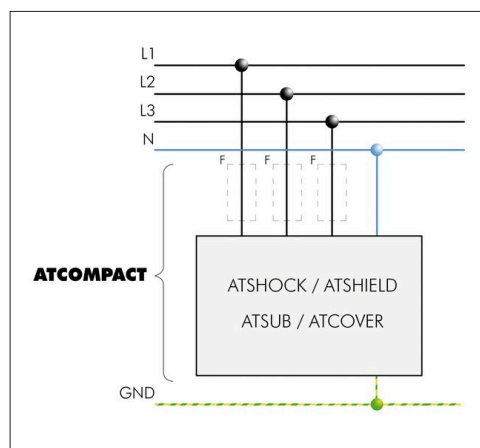 L1
L2
L3
N
F F F
ATCOMPACT
ATSHOCK / ATSHIELD
ATSUB / ATCOVER
GND